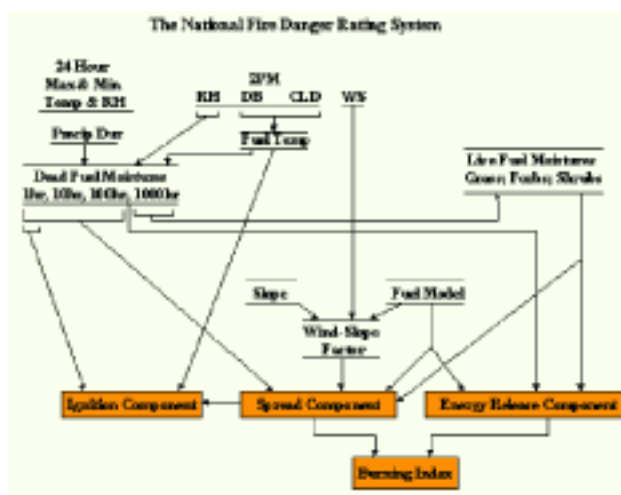 The National Fire Danger Rating System
24 Hour
Max & Min
Temp & RH
2PM
RH DB CLD WS
Precip Dur
Fuel Temp
Dead Fuel Moistures
1hr, 10hr, 100hr, 1000hr
Live Fuel Moistures
Grass; Forbs; Shrubs
Slope
Fuel Model
Wind-Slope
Factor
Ignition Component
Spread Component
Energy Release Component
Burning Index